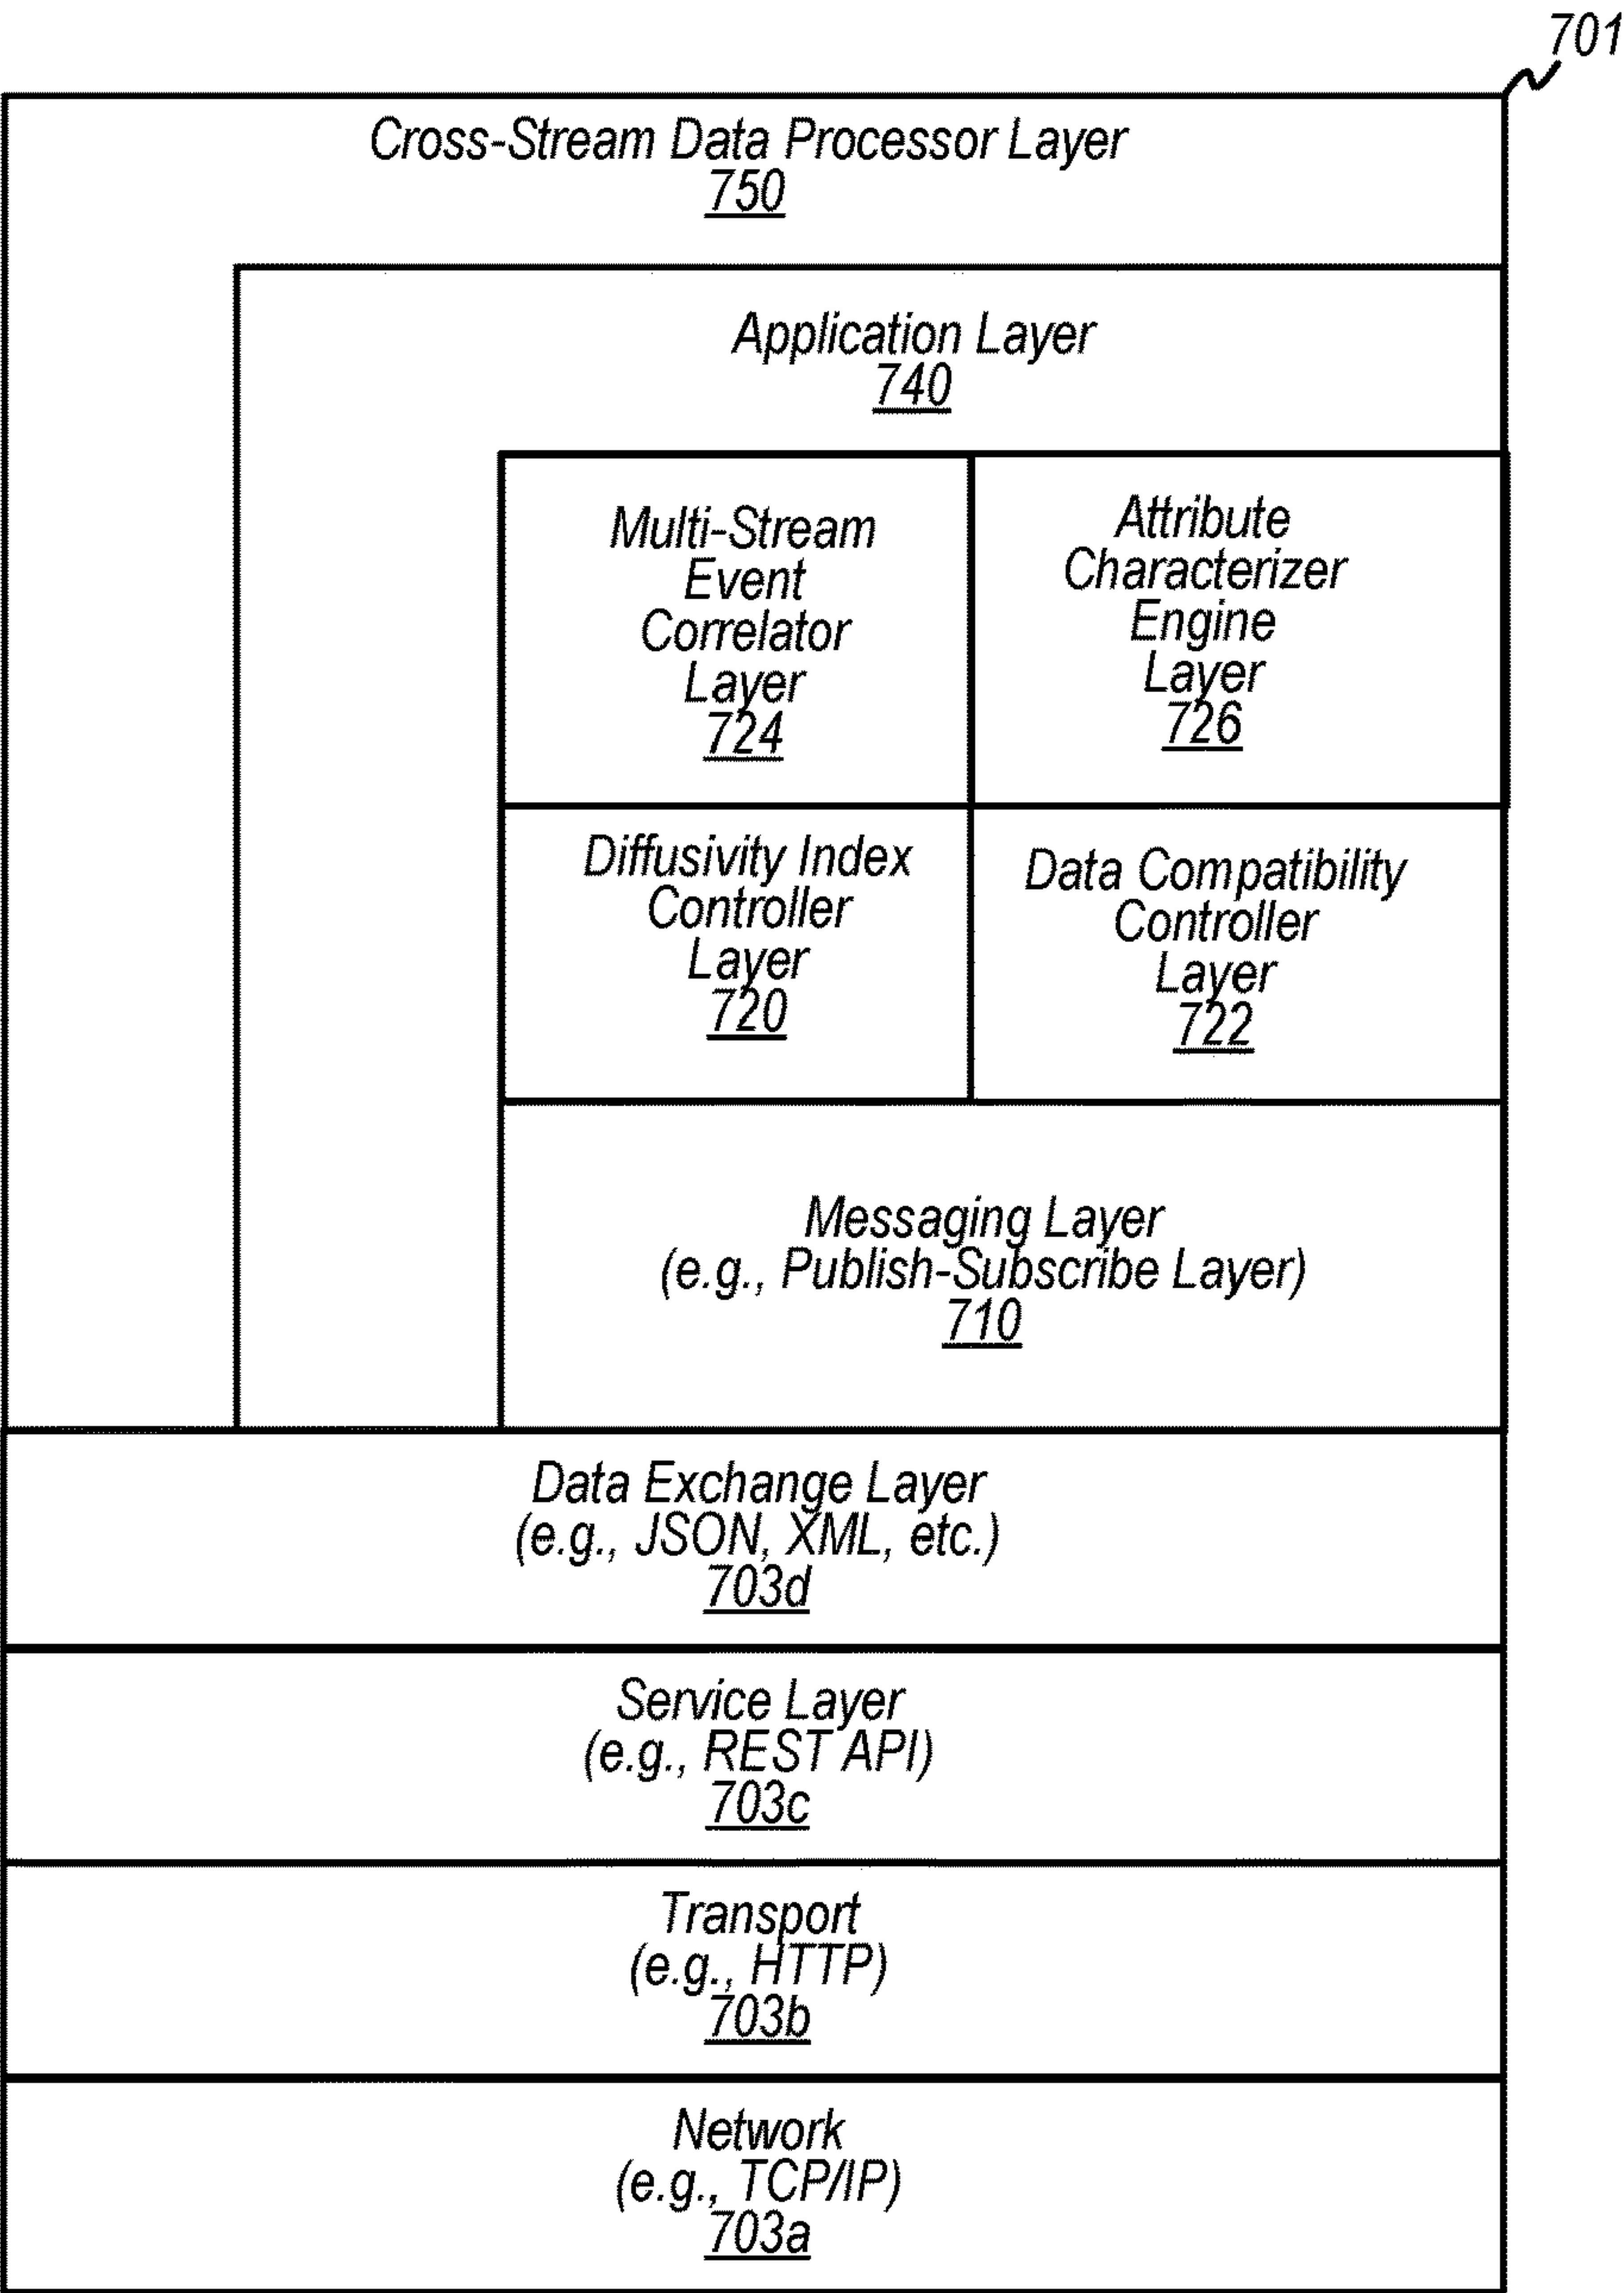 701
Cross-Stream Data Processor Layer
750
Application Layer
740
Multi-Stream
Event
Correlator
Layer
724
Attribute
Characterizer
Engine
Layer
726
Diffusivity Index
Controller
Layer
720
Data Compatibility
Controller
Layer
722
Messaging Layer
(e.g., Publish-Subscribe Layer)
710
Data Exchange Layer
(e.g., JSON, XML, etc.)
703d
Service Layer
(e.g., REST API)
703c
Transport
(e.g., HTTP)
703b
Network
(e.g., TCP/IP)
703a